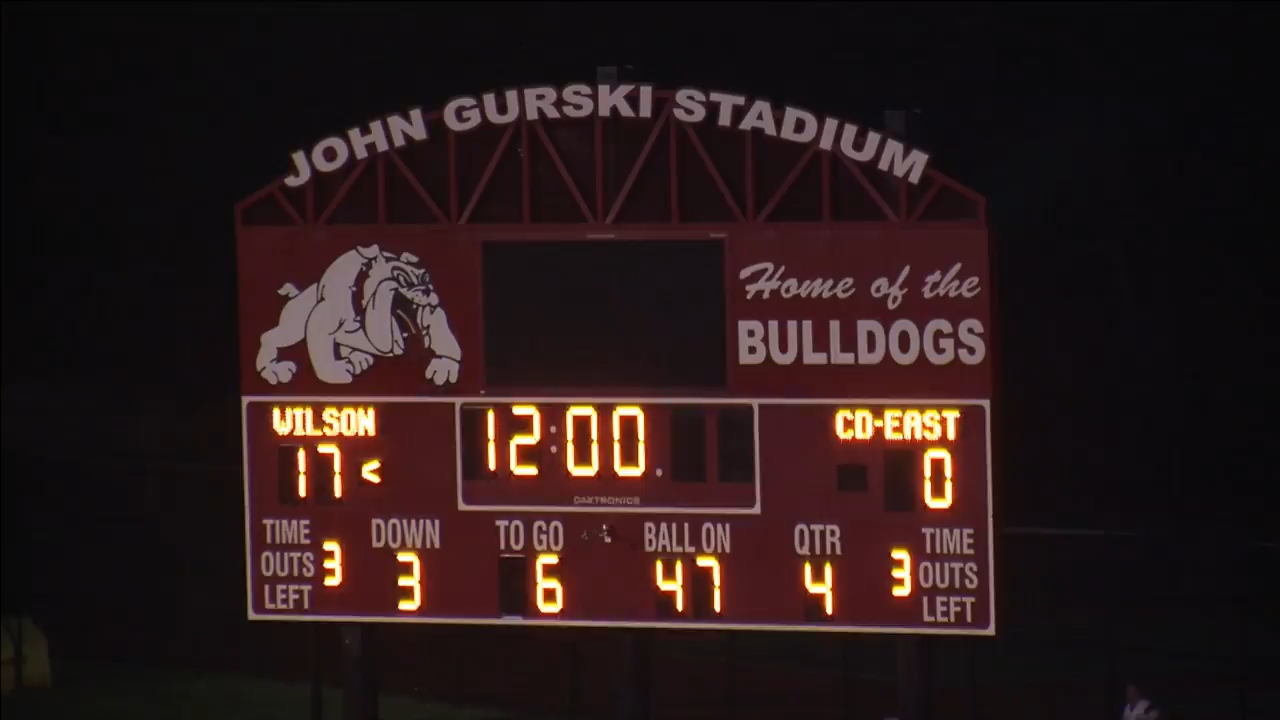 JOHN GURSKI STADIUM
Home of the
BULLDOGS
WILSON
12:00.
CD-EAST
17 <
0
DAKTRONICS
TIME OUTS LEFT 3
DOWN 3
TO GO 6
BALL ON 47
QTR 4
3 TIME OUTS LEFT